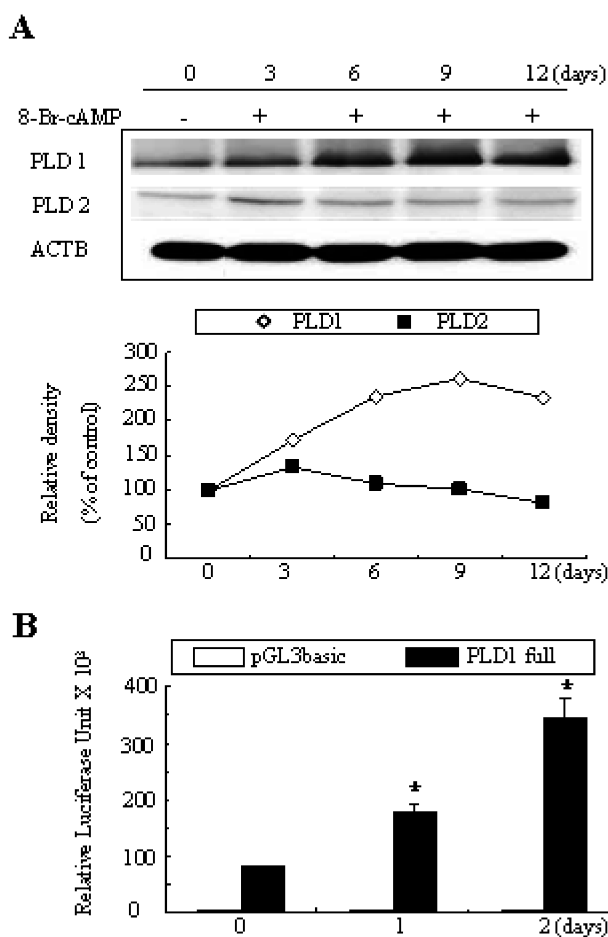 A
0 3 6 9 12 (days)
8-Br-cAMP - + + + +
PLD 1
PLD 2
ACTB
PLD1 PLD2
Relative density
(% of control)
300
250
200
150
100
50
0
0 3 6 9 12 (days)
B
pGL3basic PLD1 full
Relative Luciferase Unit X 10³
400
300
200
100
0
*
*
0 1 2 (days)